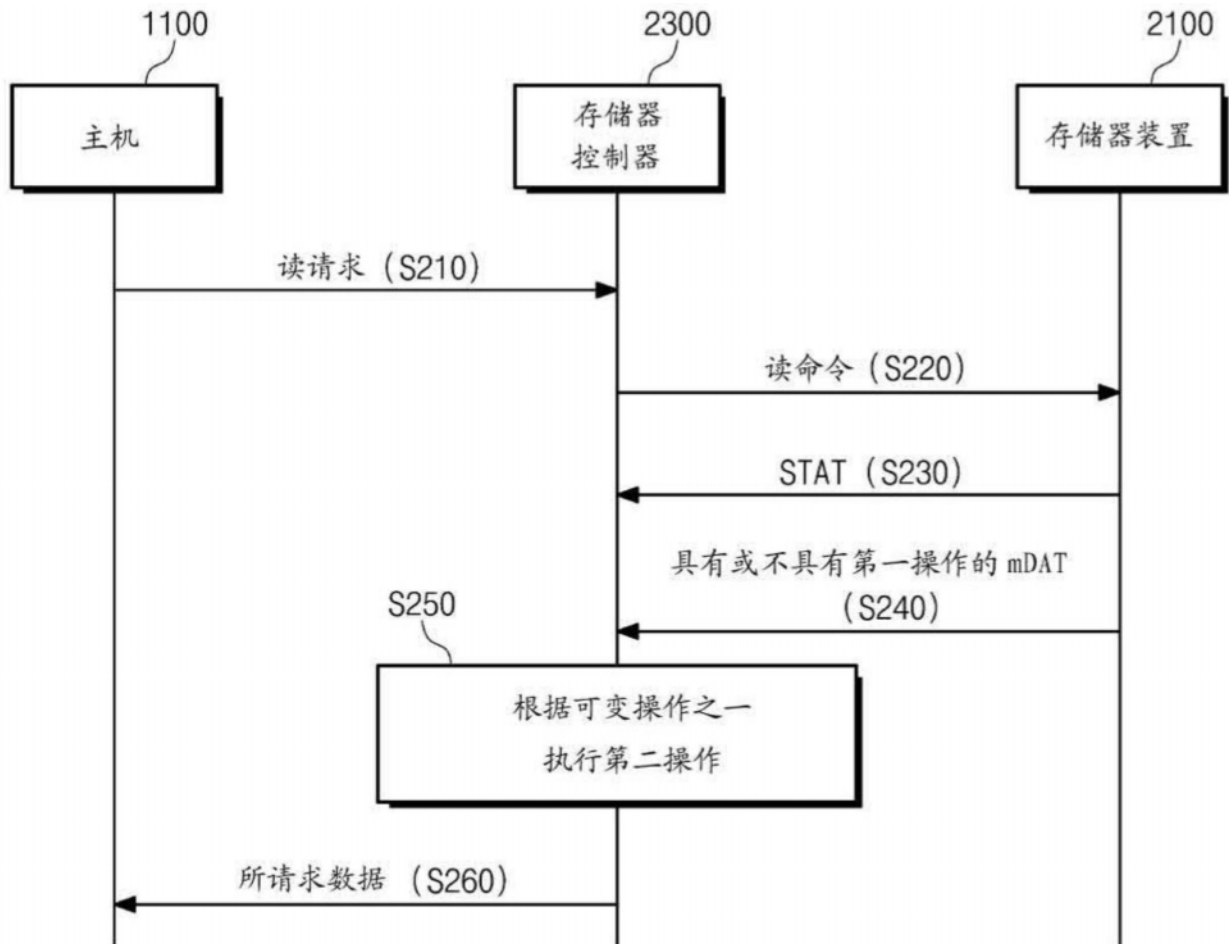 1100
2300
2100
主机
存储器
控制器
存储器装置
读请求 (S210)
读命令 (S220)
STAT (S230)
具有或不具有第一操作的 mDAT
(S240)
S250
根据可变操作之一
执行第二操作
所请求数据 (S260)